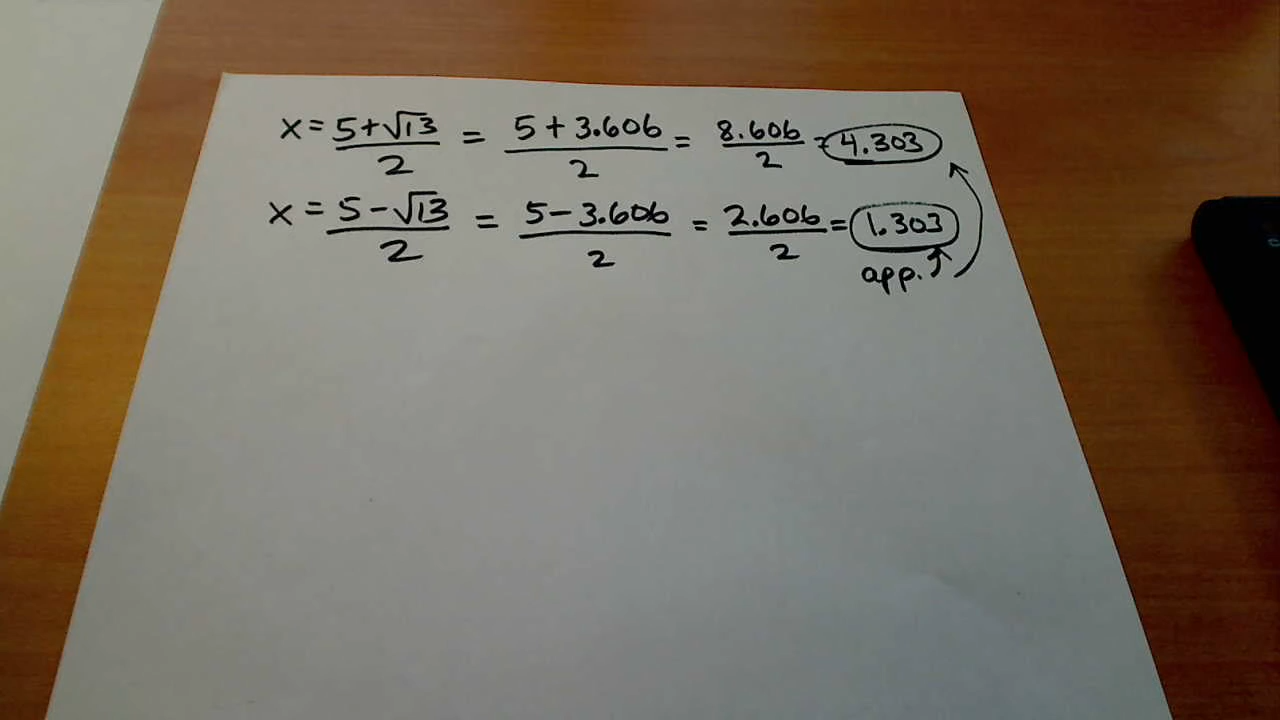 x = (5+√13)/2 = (5+3.606)/2 = 8.606/2 = 4.303
x = (5-√13)/2 = (5-3.606)/2 = 2.606/2 = 1.303
app.